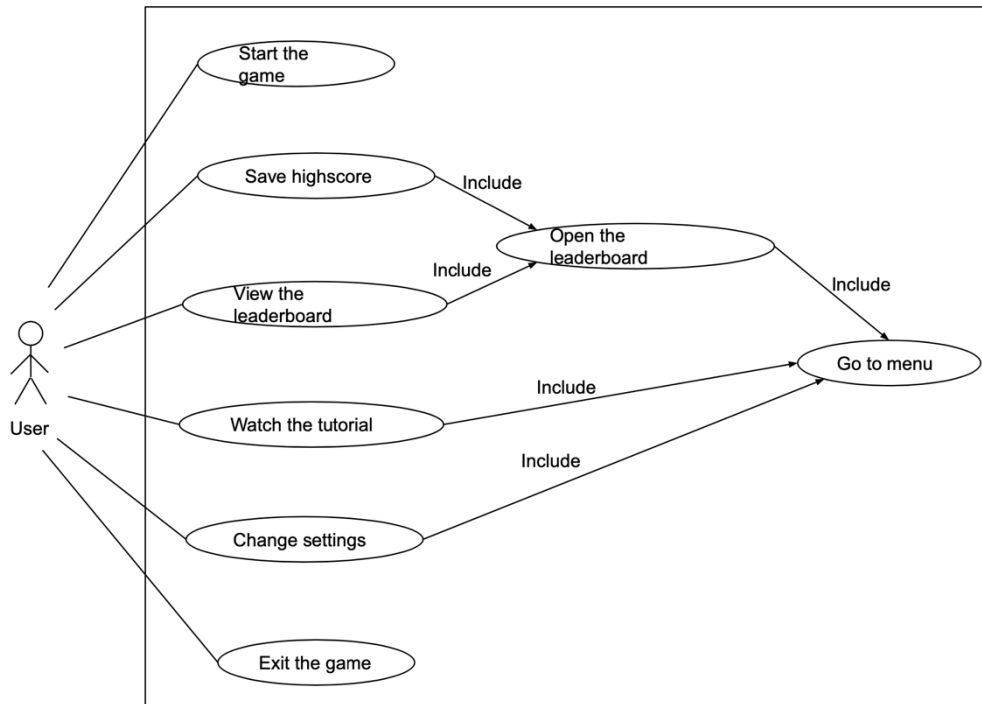 Start the
game
Save highscore
Include
Open the
leaderboard
Include
View the
leaderboard
Include
Go to menu
Include
Watch the tutorial
User
Include
Change settings
Exit the game